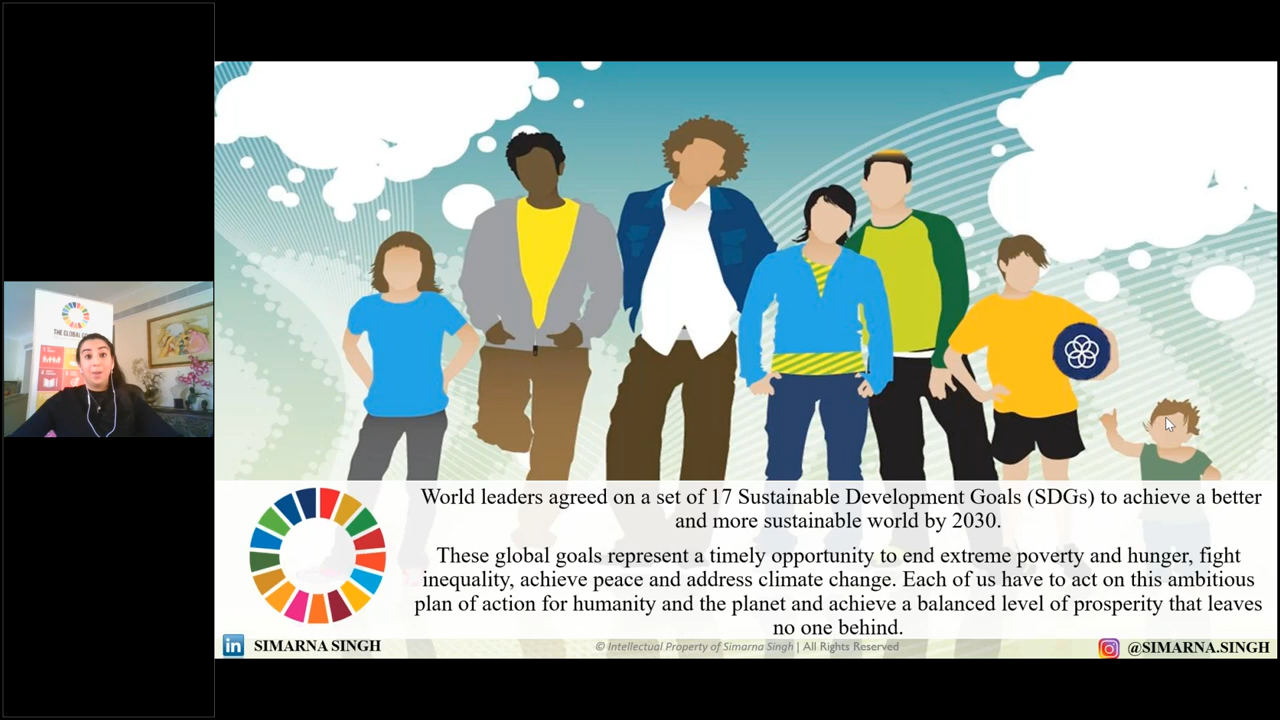 THE GLOBAL
World leaders agreed on a set of 17 Sustainable Development Goals (SDGs) to achieve a better
and more sustainable world by 2030.
These global goals represent a timely opportunity to end extreme poverty and hunger, fight
inequality, achieve peace and address climate change. Each of us have to act on this ambitious
plan of action for humanity and the planet and achieve a balanced level of prosperity that leaves
no one behind.
in SIMARNA SINGH
© Intellectual Property of Simarna Singh | All Rights Reserved
@SIMARNA.SINGH